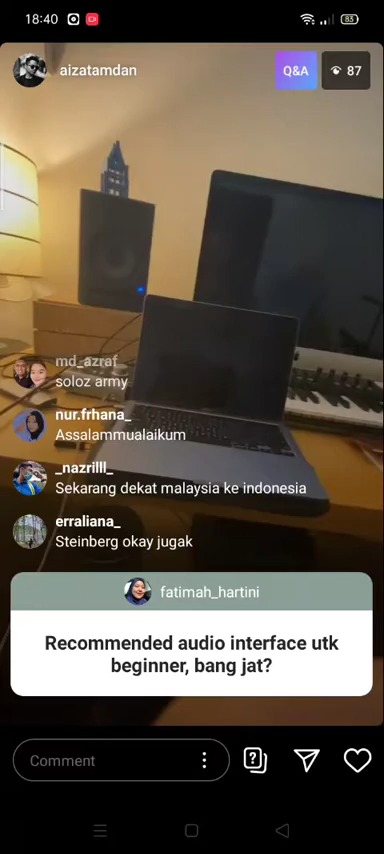 18:40
83
aizatamdan
Q&A
87
md_azraf
soloz army
nur.frhana_
Assalammualaikum
_nazrilll_
Sekarang dekat malaysia ke indonesia
erraliana_
Steinberg okay jugak
fatimah_hartini
Recommended audio interface utk
beginner, bang jat?
Comment